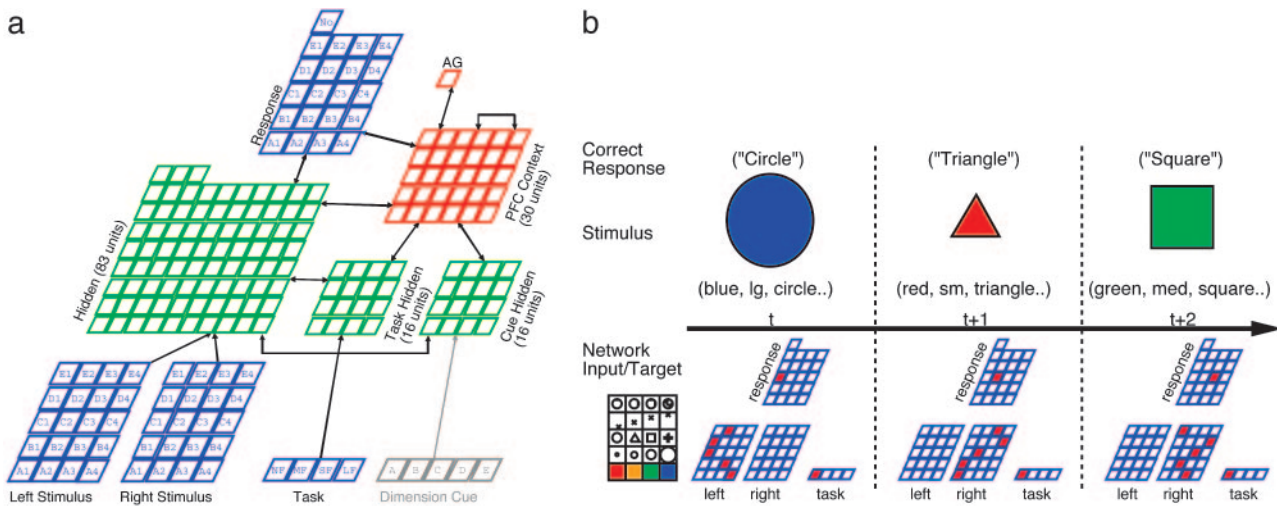 a
No
E1 E2 E3 E4
D1 D2 D3 D4
C1 C2 C3 C4
B1 B2 B3 B4
A1 A2 A3 A4
Response
AG
PFC Context
(30 units)
Hidden (83 units)
Task Hidden
(16 units)
Cue Hidden
(16 units)
E1 E2 E3 E4
D1 D2 D3 D4
C1 C2 C3 C4
B1 B2 B3 B4
A1 A2 A3 A4
Left Stimulus
E1 E2 E3 E4
D1 D2 D3 D4
C1 C2 C3 C4
B1 B2 B3 B4
A1 A2 A3 A4
Right Stimulus
NF MF SF LF
Task
A B C D E
Dimension Cue
b
Correct
Response
("Circle") ("Triangle") ("Square")
Stimulus
(blue, lg, circle..) (red, sm, triangle..) (green, med, square..)
t t+1 t+2
Network
Input/Target
response response response
left right task left right task left right task